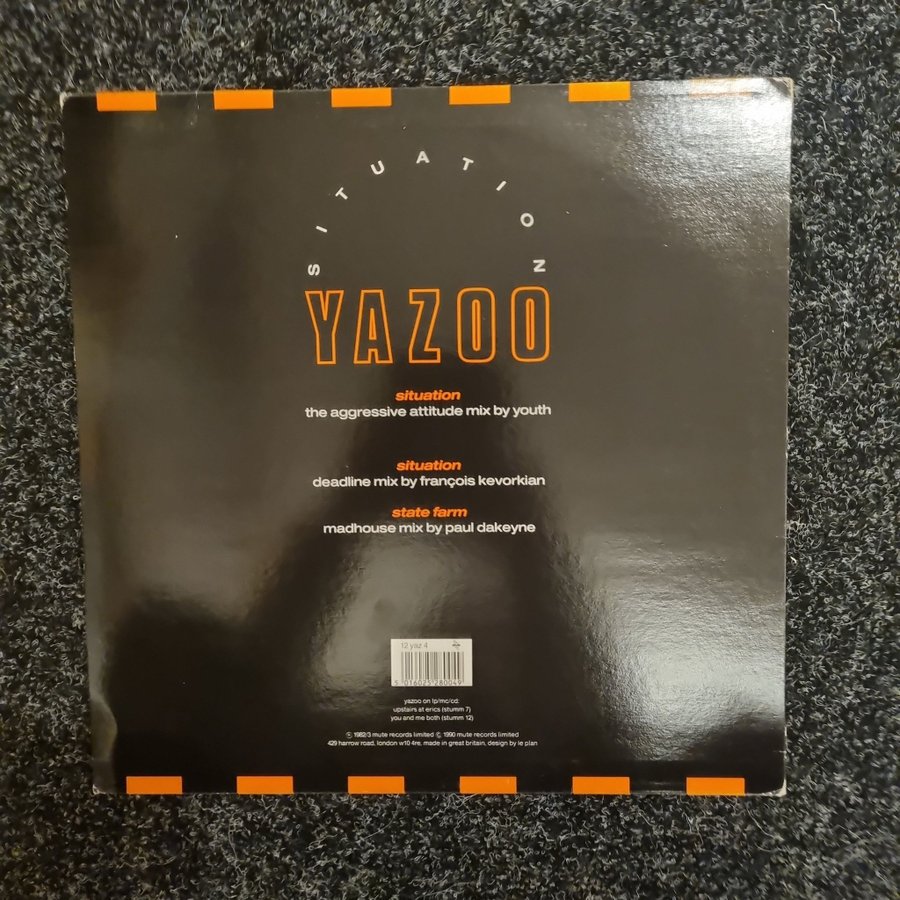 SITUATION
YAZOO
situation
the aggressive attitude mix by youth
situation
deadline mix by françois kevorkian
state farm
madhouse mix by paul dakeyne
12 yaz 4
5 016025 280049
yazoo on lp/mc/cd:
upstairs at erics (stumm 7)
you and me both (stumm 12)
℗ 1982/3 mute records limited © 1990 mute records limited
429 harrow road, london w10 4re, made in great britain, design by le plan